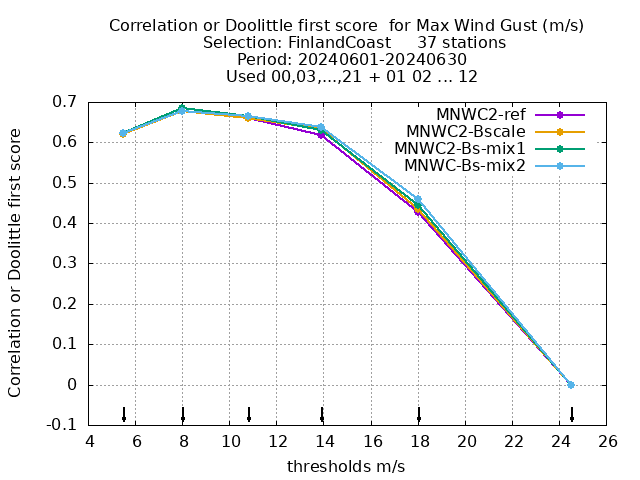 Correlation or Doolittle first score  for Max Wind Gust (m/s)
Selection: FinlandCoast     37 stations
Period: 20240601-20240630
Used 00,03,...,21 + 01 02 ... 12
Correlation or Doolittle first score
0.7
0.6
0.5
0.4
0.3
0.2
0.1
0
-0.1
MNWC2-ref
MNWC2-Bscale
MNWC2-Bs-mix1
MNWC-Bs-mix2
4 6 8 10 12 14 16 18 20 22 24 26
thresholds m/s